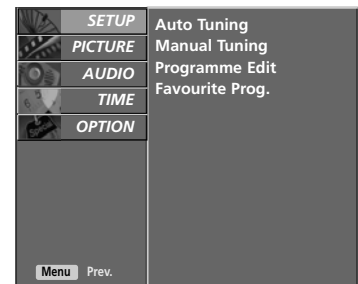 SETUP
PICTURE
AUDIO
TIME
OPTION
Auto Tuning
Manual Tuning
Programme Edit
Favourite Prog.
Menu Prev.